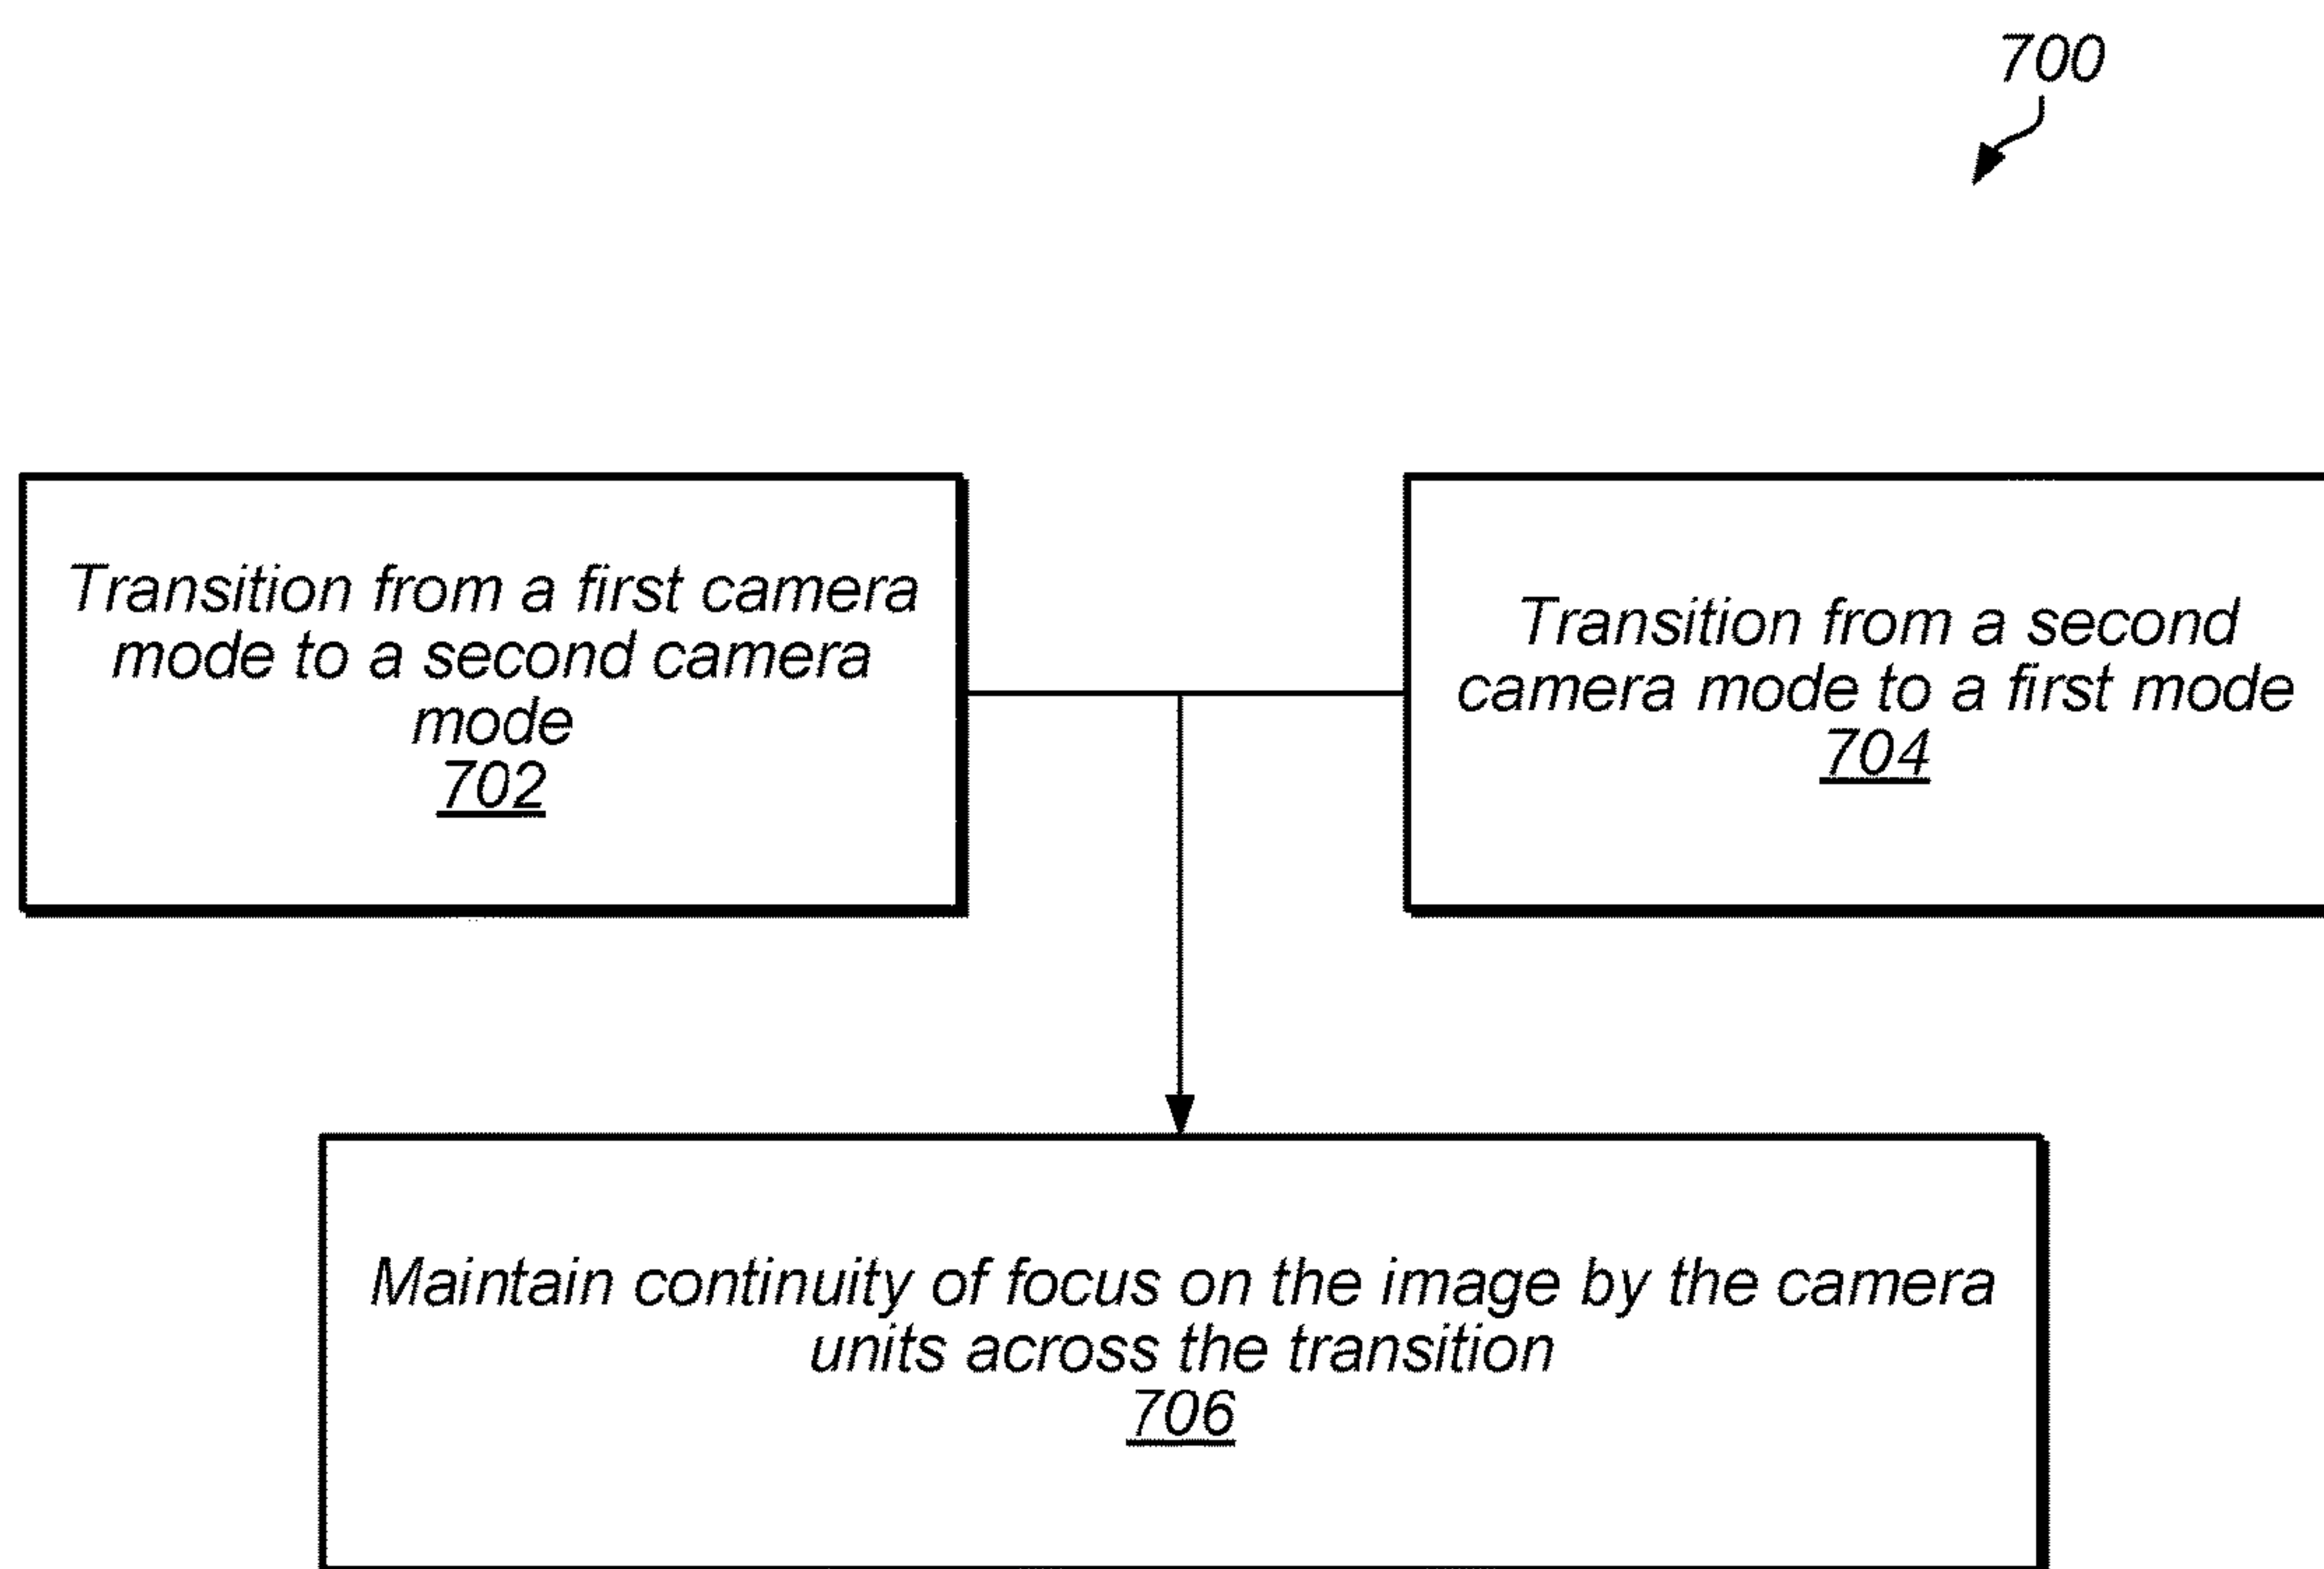 700
Transition from a first camera
mode to a second camera
mode
702
Transition from a second
camera mode to a first mode
704
Maintain continuity of focus on the image by the camera
units across the transition
706